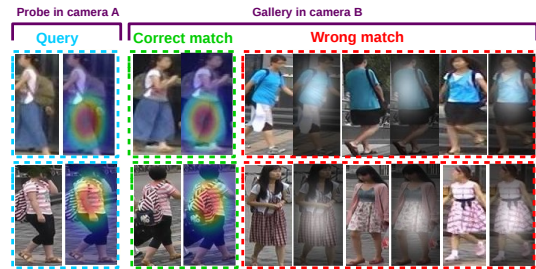 Probe in camera A
Gallery in camera B
Query
Correct match
Wrong match